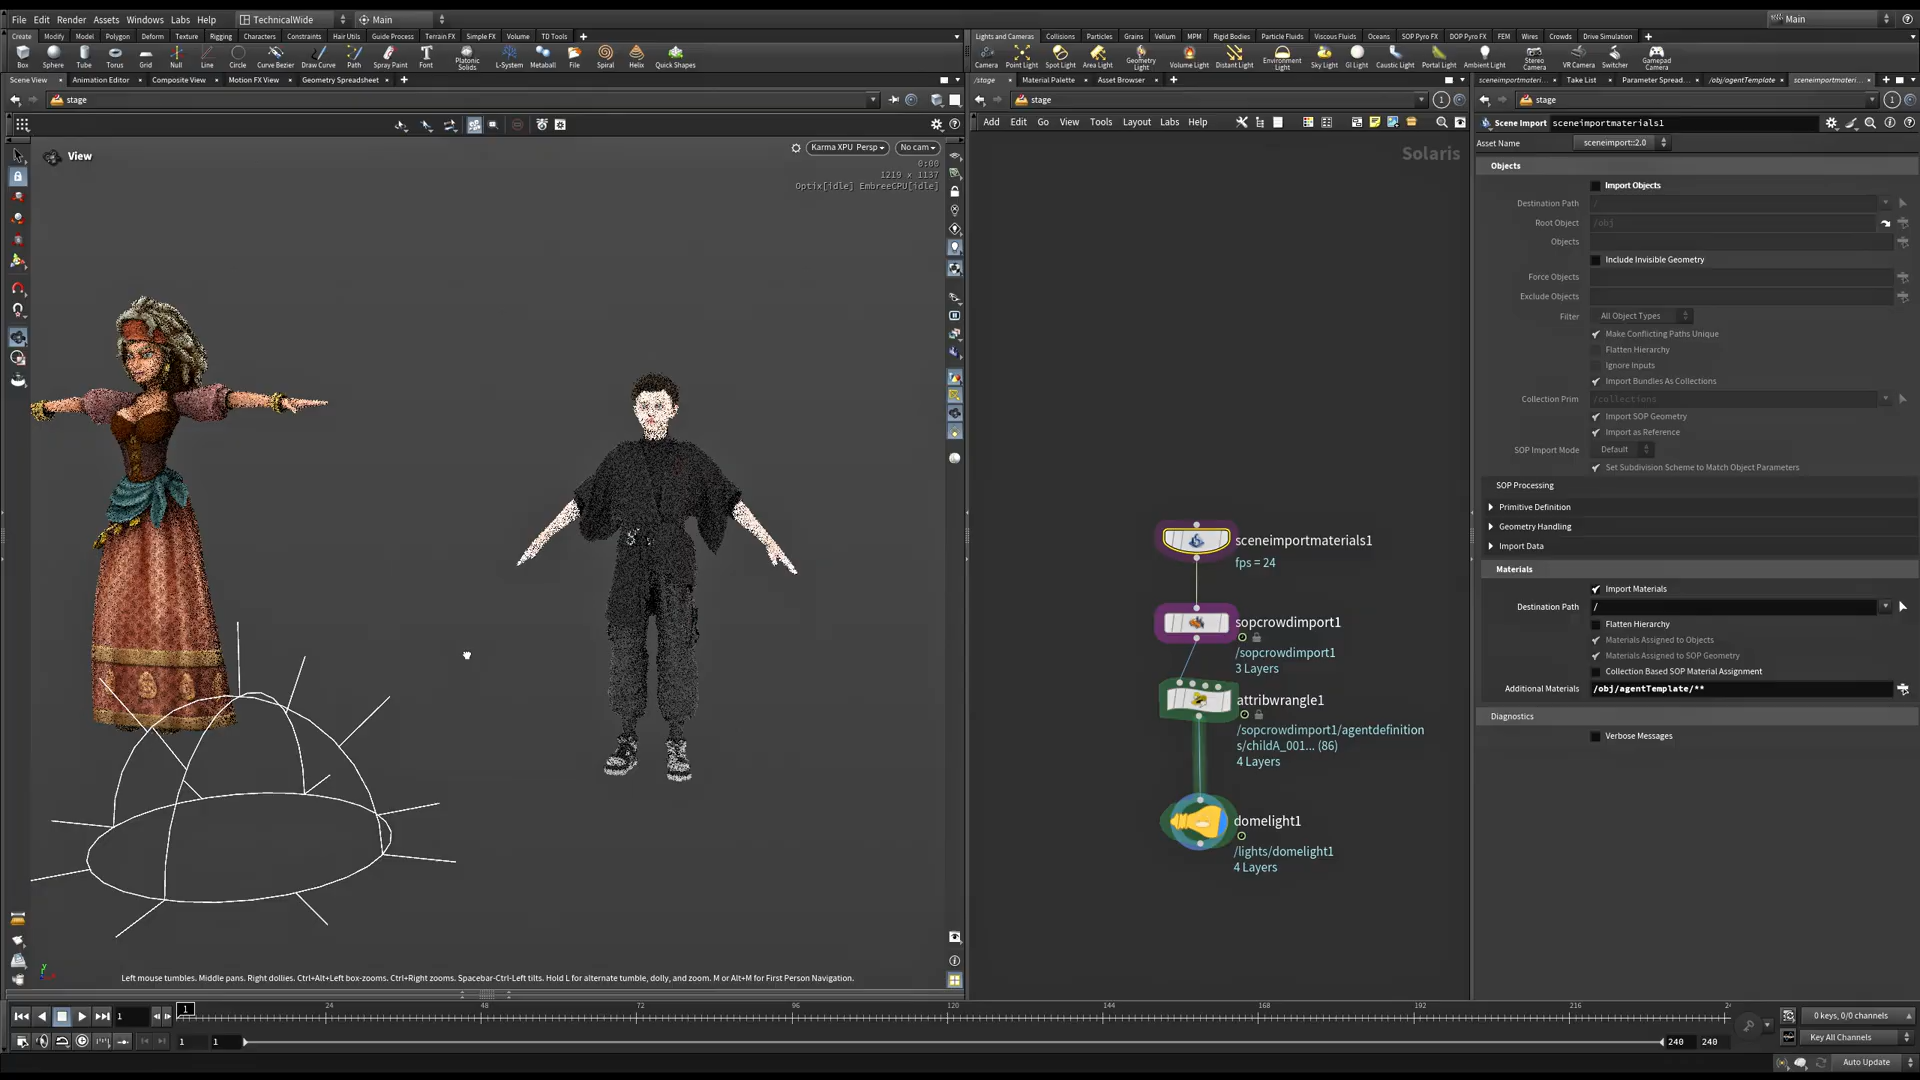 File Edit Render Assets Windows Labs Help TechnicalWide Main Main
Create Modify Model Polygon Deform Texture Rigging Characters Constraints Hair Utils Guide Process Terrain FX Simple FX Volume TD Tools
Lights and Cameras Collisions Particles Grains Vellum MPM Rigid Bodies Particle Fluids Viscous Fluids Oceans SOP Pyro FX DOP Pyro FX FEM Wires Crowds Drive Simulation
Box Sphere Tube Torus Grid Null Line Circle Curve Bezier Draw Curve Path Spray Paint Font Platonic Solids L-System Metaball File Spiral Helix Quick Shapes
Camera Point Light Spot Light Area Light Geometry Light Volume Light Distant Light Environment Light Sky Light GI Light Caustic Light Portal Light Ambient Light Stereo Camera VR Camera Switcher Gamepad Camera
Scene View Animation Editor Composite View Motion FX View Geometry Spreadsheet
/stage Material Palette Asset Browser
sceneimportmateri... Take List Parameter Spread... /obj/agentTemplate sceneimportmateri...
stage
stage
1
stage
1
Add Edit Go View Tools Layout Labs Help
Scene Import sceneimportmaterials1
Asset Name sceneimport::2.0
View
Karma XPU Persp No cam
0:00
1219 x 1137
Optix[idle] EmbreeCPU[idle]
Solaris
sceneimportmaterials1
fps = 24
sopcrowdimport1
/sopcrowdimport1
3 Layers
attribwrangle1
/sopcrowdimport1/agentdefinition
s/childA_001... (86)
4 Layers
domelight1
/lights/domelight1
4 Layers
Objects
Import Objects
Destination Path /
Root Object /obj
Objects
Include Invisible Geometry
Force Objects
Exclude Objects
Filter All Object Types
Make Conflicting Paths Unique
Flatten Hierarchy
Ignore Inputs
Import Bundles As Collections
Collection Prim /collections
Import SOP Geometry
Import as Reference
SOP Import Mode Default
Set Subdivision Scheme to Match Object Parameters
SOP Processing
Primitive Definition
Geometry Handling
Import Data
Materials
Import Materials
Destination Path /
Flatten Hierarchy
Materials Assigned to Objects
Materials Assigned to SOP Geometry
Collection Based SOP Material Assignment
Additional Materials /obj/agentTemplate/**
Diagnostics
Verbose Messages
Left mouse tumbles. Middle pans. Right dollies. Ctrl+Alt+Left box-zooms. Ctrl+Right zooms. Spacebar-Ctrl-Left tilts. Hold L for alternate tumble, dolly, and zoom. M or Alt+M for First Person Navigation.
1 1 24 48 72 96 120 144 168 192 216
0 keys, 0/0 channels
1 1 240 240
Key All Channels
Auto Update